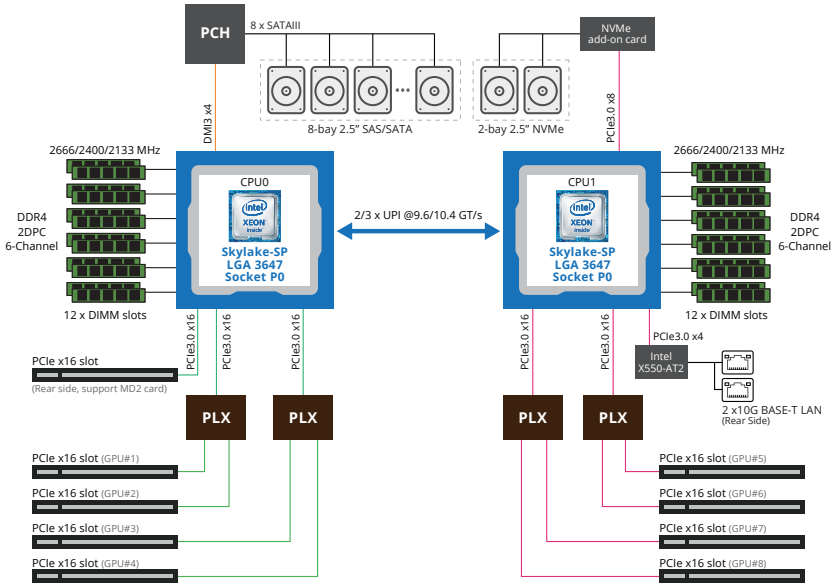 PCH
8 x SATAIII
NVMe
add-on card
8-bay 2.5” SAS/SATA
2-bay 2.5” NVMe
DMI3 x4
PCIe3.0 x8
2666/2400/2133 MHz
2666/2400/2133 MHz
CPU0
intel
XEON
inside
Skylake-SP
LGA 3647
Socket P0
2/3 x UPI @9.6/10.4 GT/s
CPU1
intel
XEON
inside
Skylake-SP
LGA 3647
Socket P0
DDR4
2DPC
6-Channel
DDR4
2DPC
6-Channel
12 x DIMM slots
12 x DIMM slots
PCIe3.0 x16
PCIe3.0 x16
PCIe3.0 x16
PCIe3.0 x16
PCIe3.0 x16
PCIe3.0 x4
PCIe x16 slot
(Rear side, support MD2 card)
Intel
X550-AT2
2 x10G BASE-T LAN
(Rear Side)
PLX
PLX
PLX
PLX
PCIe x16 slot (GPU#1)
PCIe x16 slot (GPU#2)
PCIe x16 slot (GPU#3)
PCIe x16 slot (GPU#4)
PCIe x16 slot (GPU#5)
PCIe x16 slot (GPU#6)
PCIe x16 slot (GPU#7)
PCIe x16 slot (GPU#8)